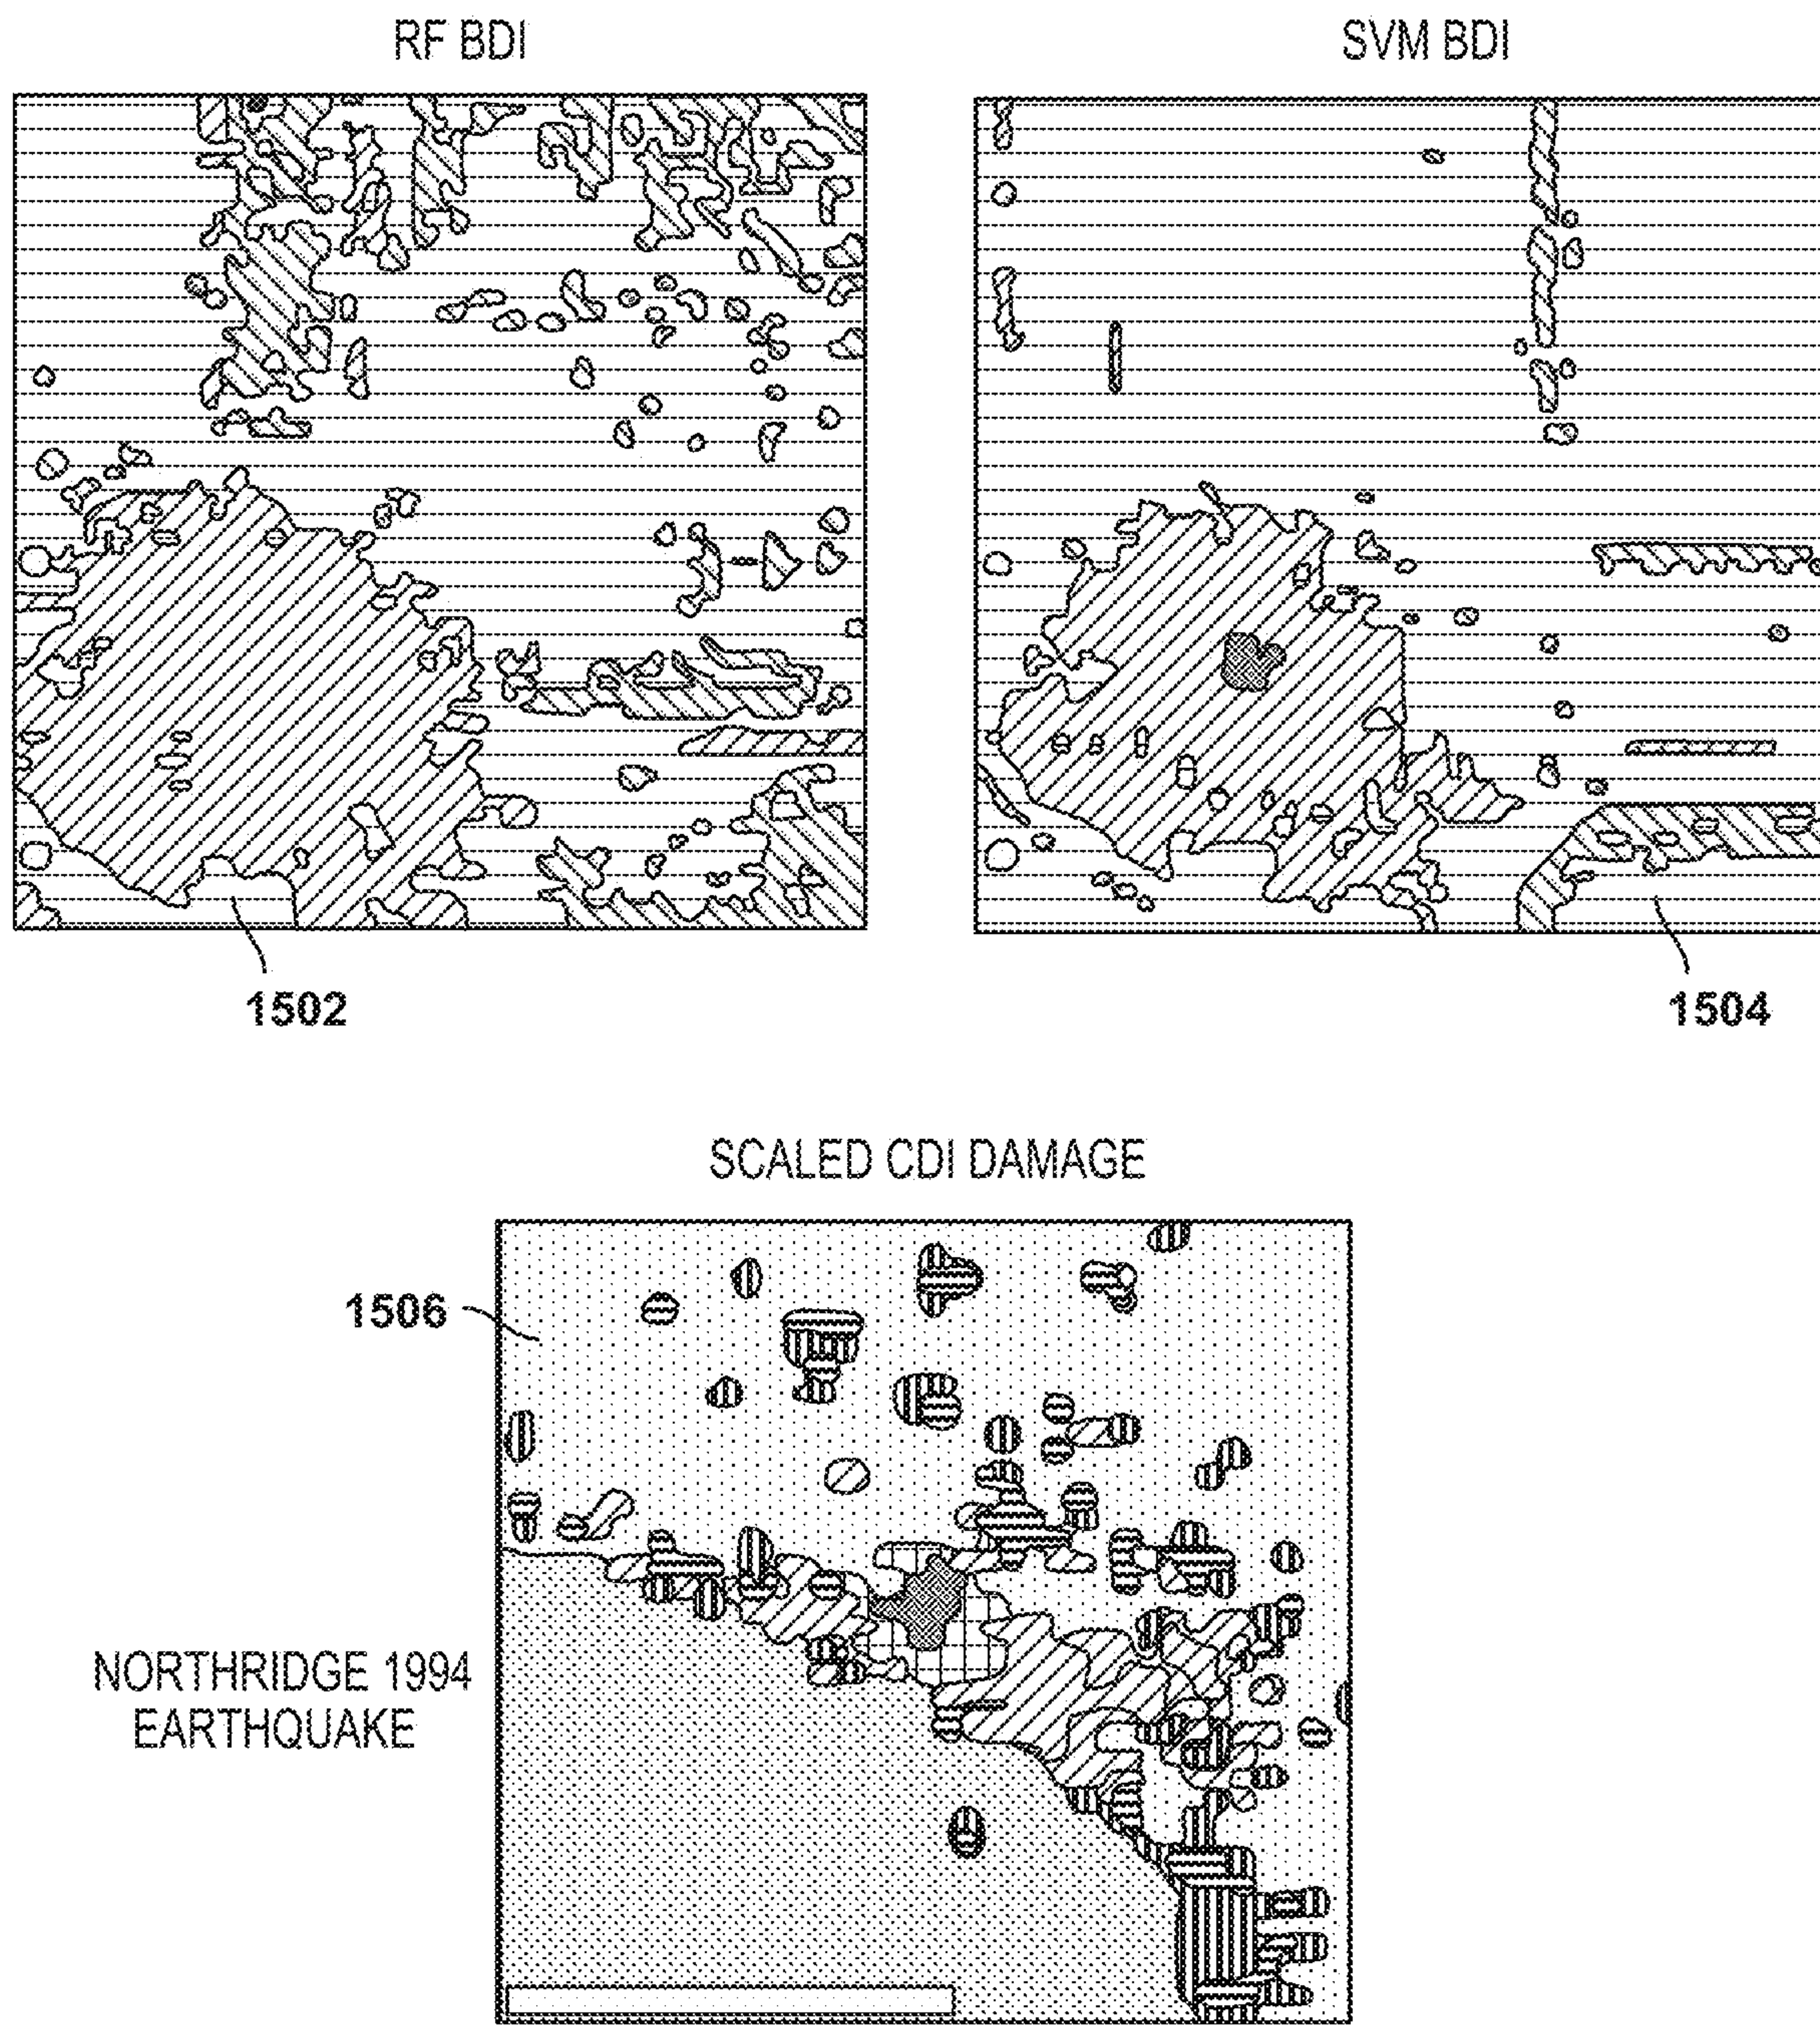 RF BDI
SVM BDI
1502
1504
SCALED CDI DAMAGE
1506
NORTHRIDGE 1994
EARTHQUAKE